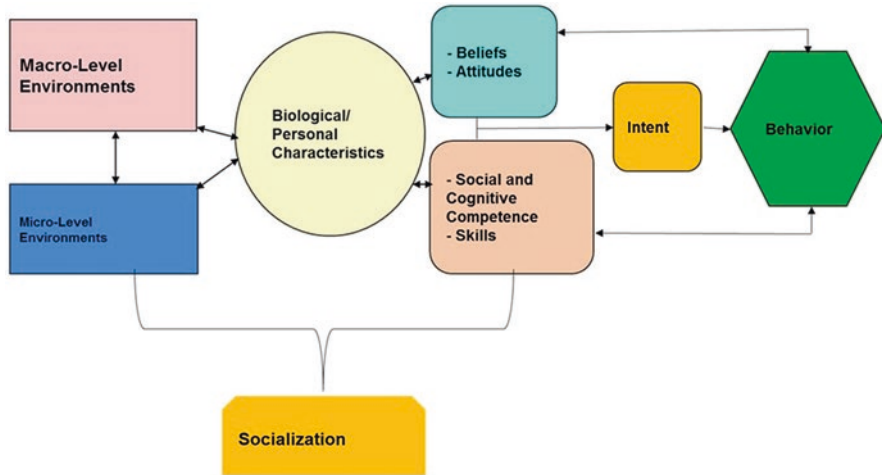 Macro-Level
Environments
Micro-Level
Environments
Biological/
Personal
Characteristics
- Beliefs
- Attitudes
- Social and
Cognitive
Competence
- Skills
Intent
Behavior
Socialization